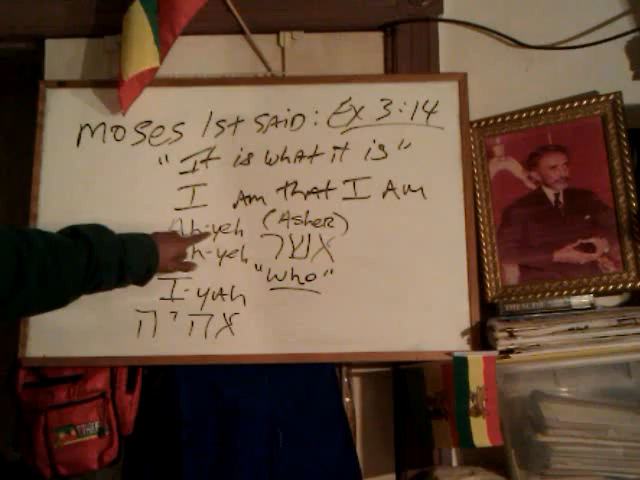 Moses 1st SAID: Ex 3:14
"It is what it is"
I am that I AM
Ah-yeh (Asher)
Ah-yeh אשר
"Who"
I-yAH
אהיה